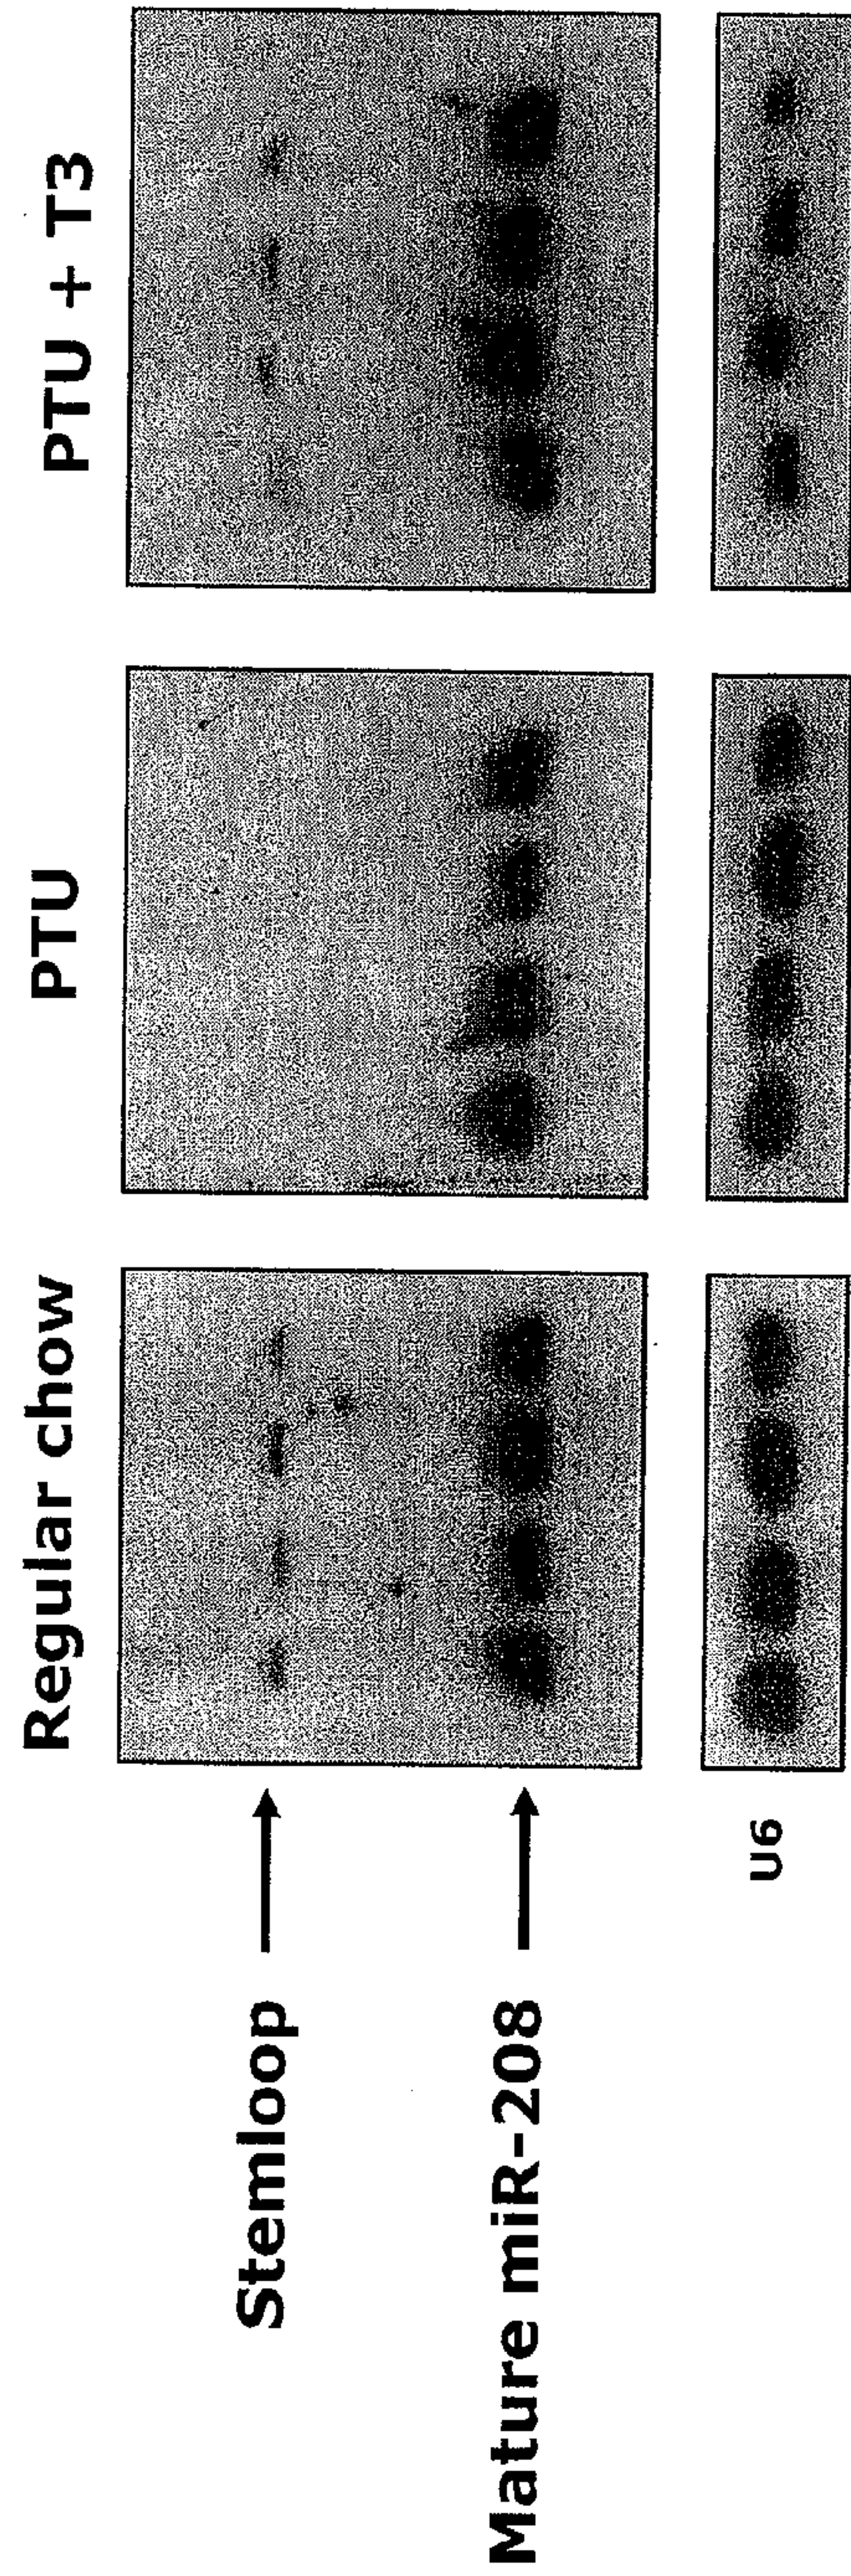 Regular chow
PTU
PTU + T3
Stemloop
Mature miR-208
U6